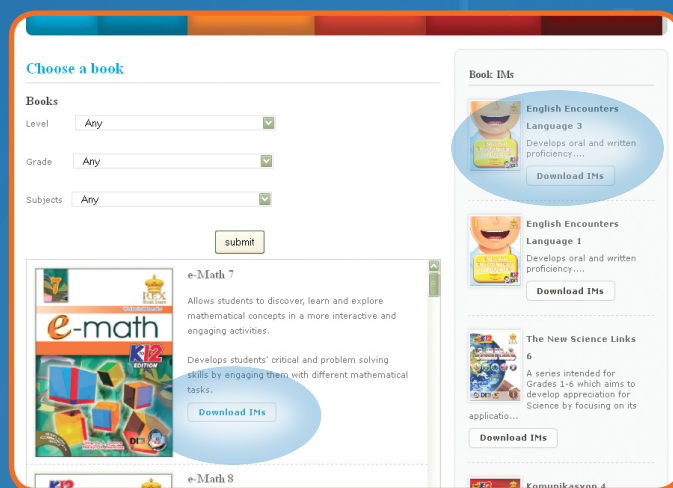 Choose a book
Books
Level Any
Grade Any
Subjects Any
submit
7
REX
e-math
K12
EDITION
e-Math 7
Allows students to discover, learn and explore
mathematical concepts in a more interactive and
engaging activities.
Develops students' critical and problem solving
skills by engaging them with different mathematical
tasks.
Download IMs
K12
e-Math 8
Book IMs
English Encounters
Language 3
Develops oral and written
proficiency....
Download IMs
English Encounters
Language 1
Develops oral and written
proficiency....
Download IMs
The New Science Links
6
A series intended for
Grades 1-6 which aims to
develop appreciation for
Science by focusing on its
applicatio...
Download IMs
Komunikasyon 4